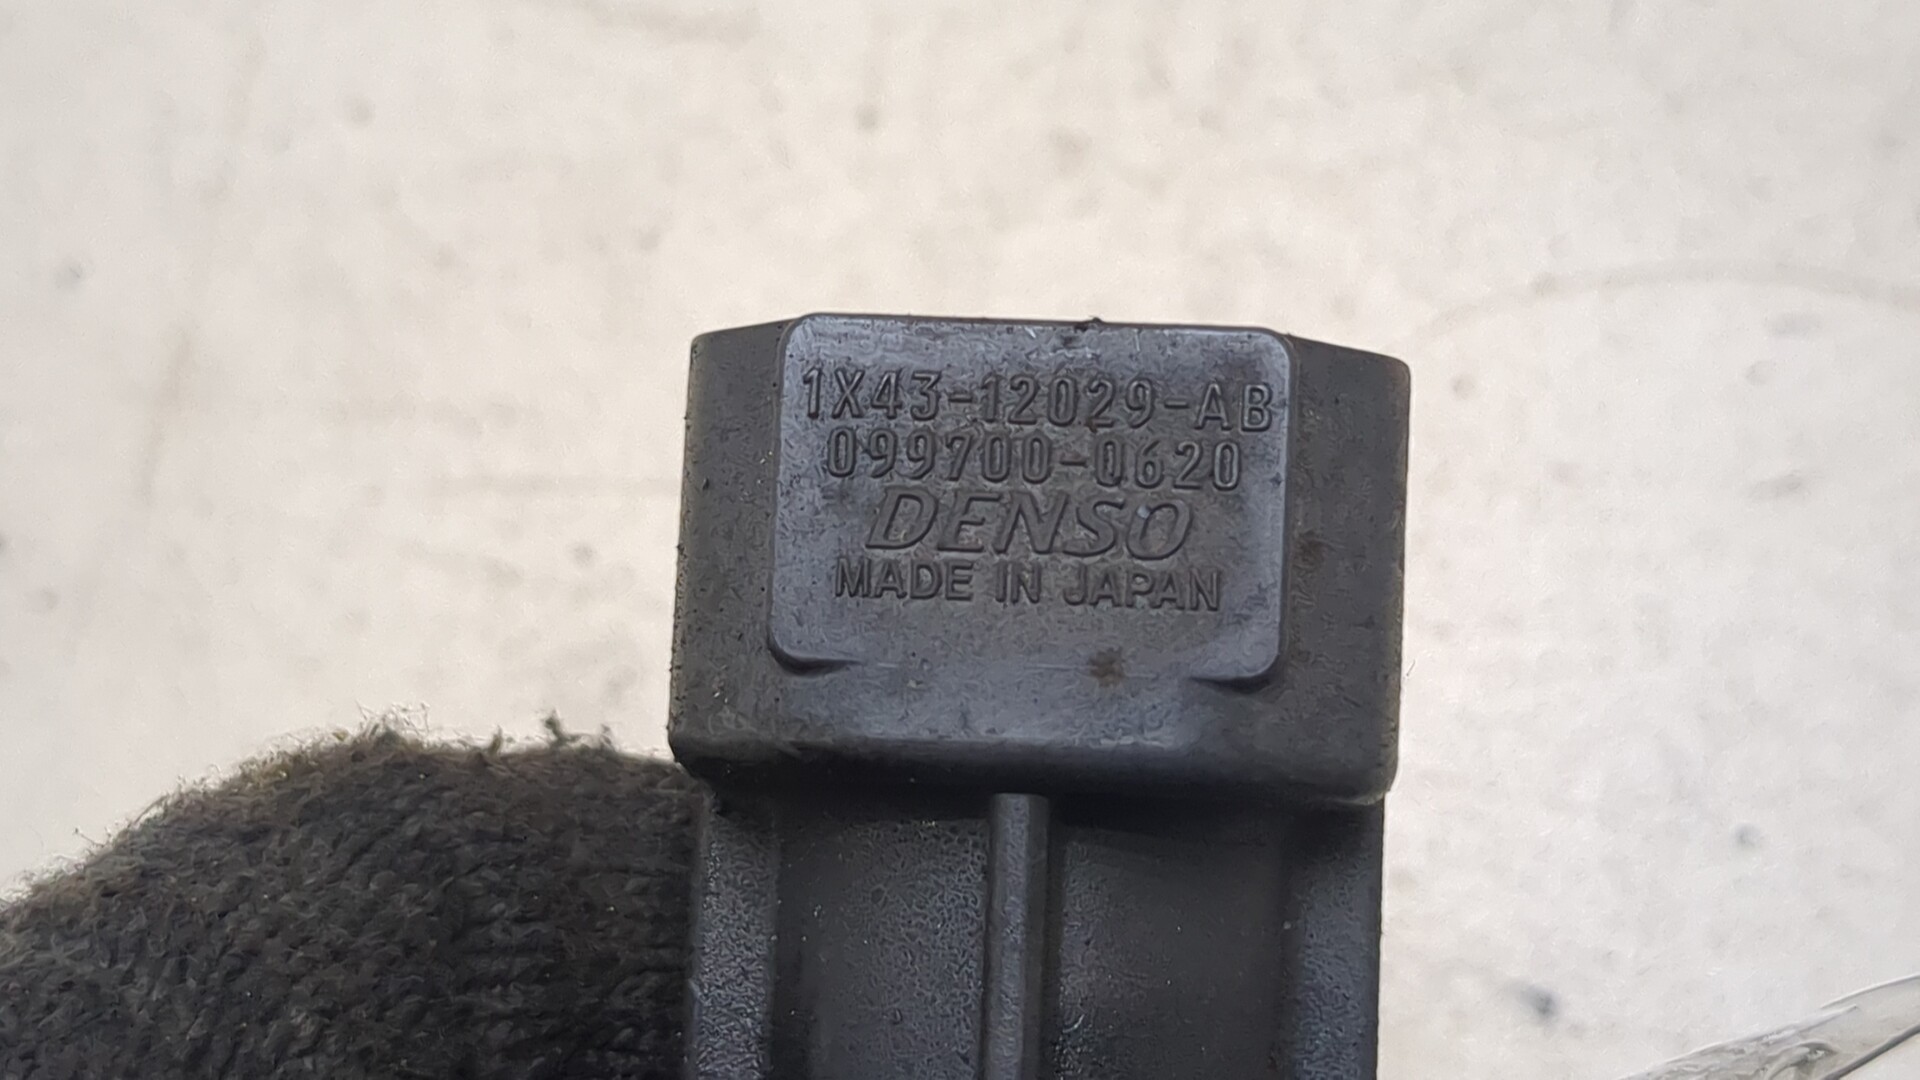 1X43-12029-AB
099700-0620
DENSO
MADE IN JAPAN